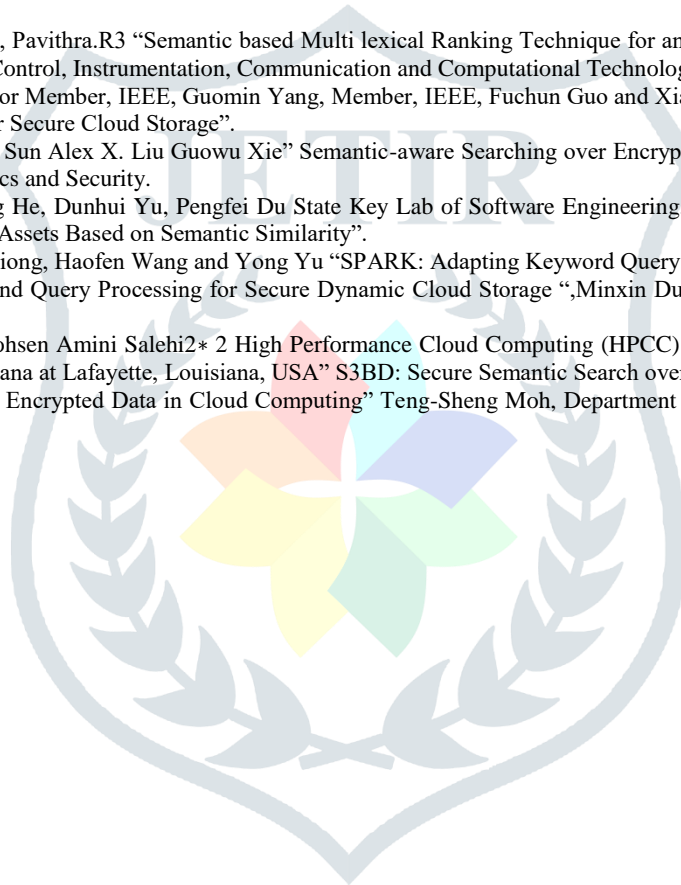 , Pavithra.R3 “Semantic based Multi lexical Ranking Technique for an
Control, Instrumentation, Communication and Computational Technolog
or Member, IEEE, Guomin Yang, Member, IEEE, Fuchun Guo and Xia
r Secure Cloud Storage”.
Sun Alex X. Liu Guowu Xie” Semantic-aware Searching over Encryp
cs and Security.
g He, Dunhui Yu, Pengfei Du State Key Lab of Software Engineering
Assets Based on Semantic Similarity”.
iong, Haofen Wang and Yong Yu “SPARK: Adapting Keyword Query
nd Query Processing for Secure Dynamic Cloud Storage “,Minxin Du
ohsen Amini Salehi2* 2 High Performance Cloud Computing (HPCC)
ana at Lafayette, Louisiana, USA” S3BD: Secure Semantic Search over
Encrypted Data in Cloud Computing” Teng-Sheng Moh, Department
JETIR